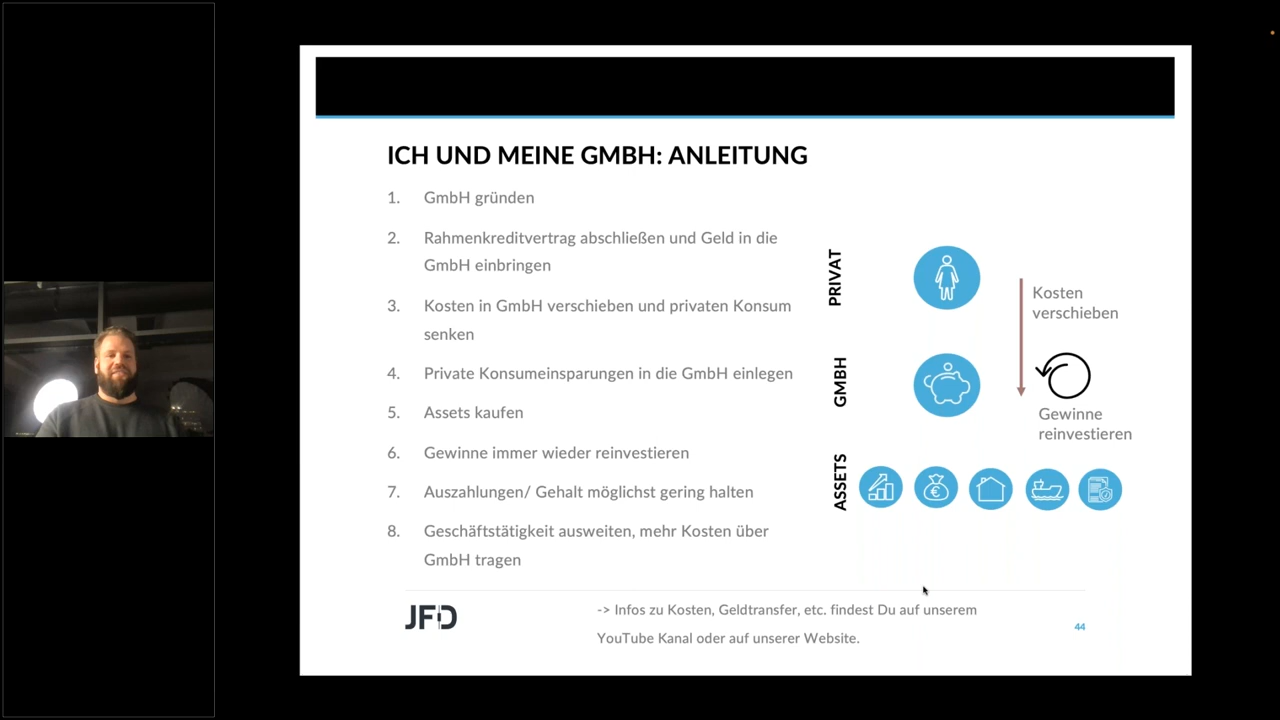 ICH UND MEINE GMBH: ANLEITUNG
1. GmbH gründen
2. Rahmenkreditvertrag abschließen und Geld in die
GmbH einbringen
3. Kosten in GmbH verschieben und privaten Konsum
senken
4. Private Konsumeinsparungen in die GmbH einlegen
5. Assets kaufen
6. Gewinne immer wieder reinvestieren
7. Auszahlungen/ Gehalt möglichst gering halten
8. Geschäftstätigkeit ausweiten, mehr Kosten über
GmbH tragen
PRIVAT
Kosten
verschieben
GMBH
Gewinne
reinvestieren
ASSETS
€
JFD
-> Infos zu Kosten, Geldtransfer, etc. findest Du auf unserem
YouTube Kanal oder auf unserer Website.
44